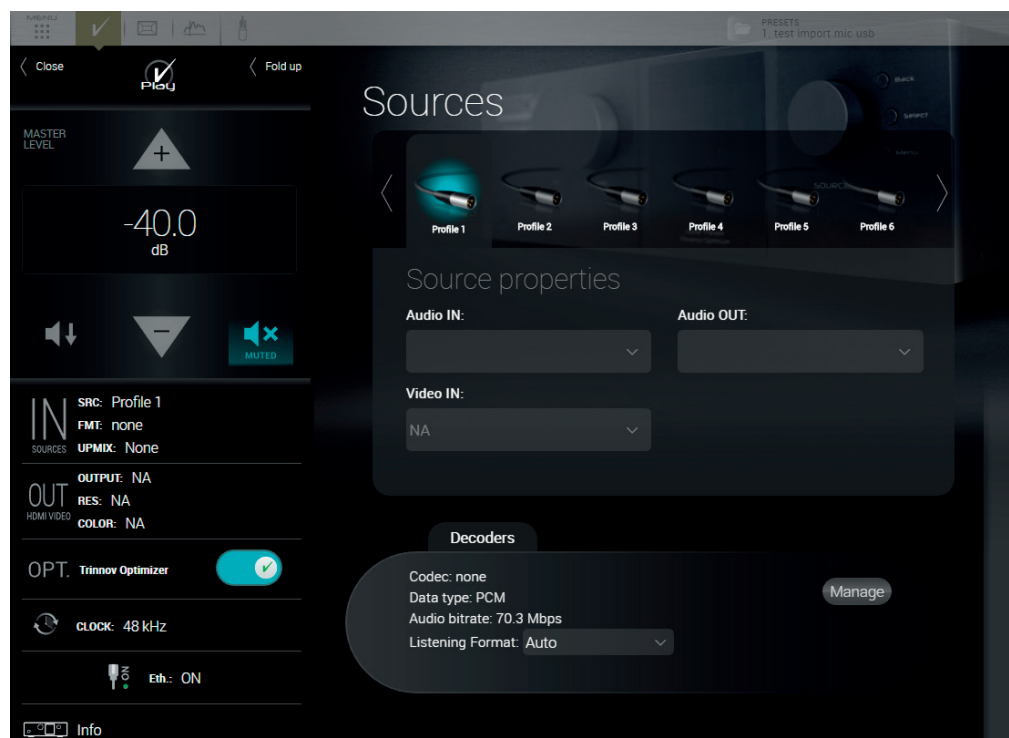 MENU
PRESETS
1_test import.mic usb
Close
Play
Fold up
MASTER
LEVEL
+
-40.0
dB
−
MUTED
IN
SOURCES
SRC: Profile 1
FMT: none
UPMIX: None
OUT
HDMI VIDEO
OUTPUT: NA
RES: NA
COLOR: NA
OPT. Trinnov Optimizer
CLOCK: 48 kHz
ON
Eth.: ON
Info
Sources
Back
Select
Menu
SOURCE
Profile 1
Profile 2
Profile 3
Profile 4
Profile 5
Profile 6
Source properties
Audio IN:
Audio OUT:
Video IN:
NA
Decoders
Codec: none
Data type: PCM
Audio bitrate: 70.3 Mbps
Listening Format: Auto
Manage